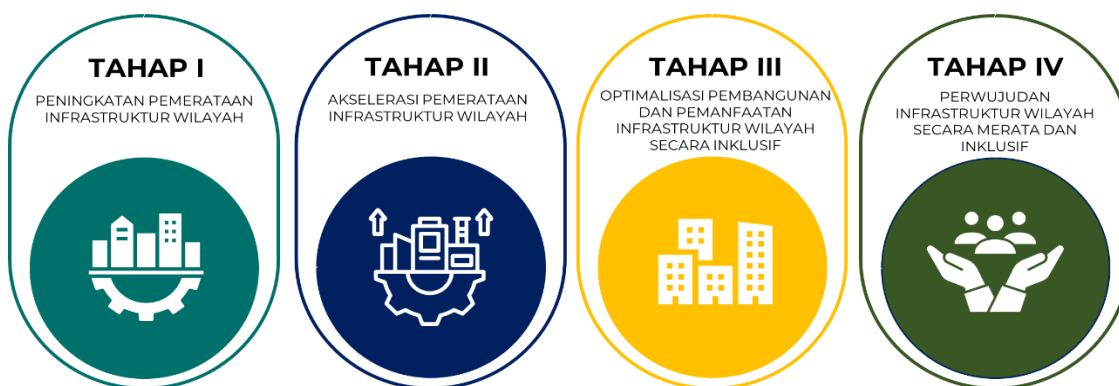 TAHAP I
PENINGKATAN PEMERATAAN
INFRASTRUKTUR WILAYAH
TAHAP II
AKSELERASI PEMERATAAN
INFRASTRUKTUR WILAYAH
TAHAP III
OPTIMALISASI PEMBANGUNAN
DAN PEMANFAATAN
INFRASTRUKTUR WILAYAH
SECARA INKLUSIF
TAHAP IV
PERWUJUDAN
INFRASTRUKTUR WILAYAH
SECARA MERATA DAN
INKLUSIF